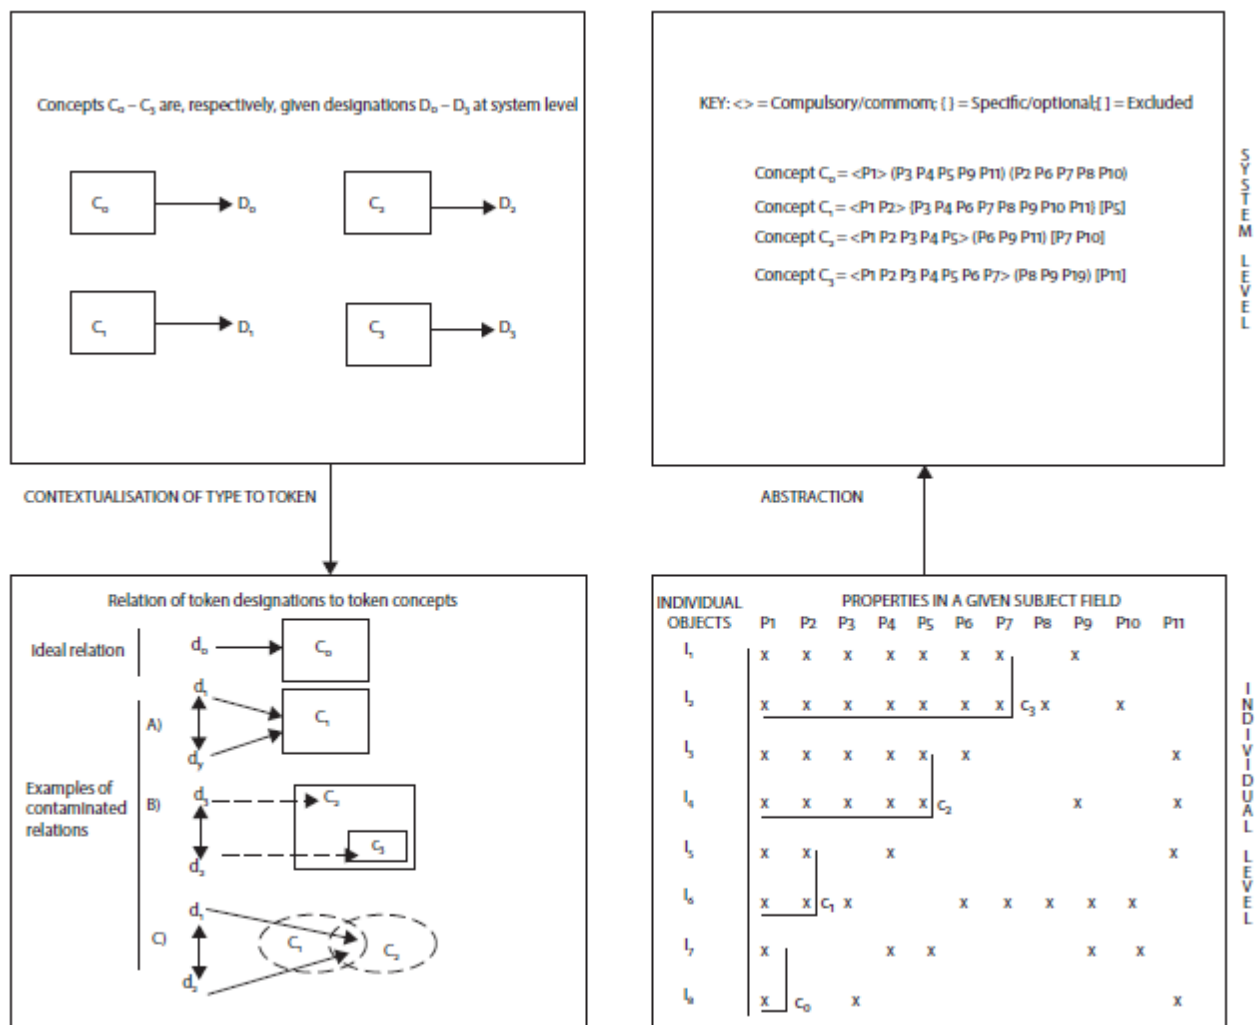 Concepts C₀ – C₃ are, respectively, given designations D₀ – D₃ at system level
C₀ D₀ C₂ D₂
C₁ D₁ C₃ D₃
KEY: <> = Compulsory/commom; { } = Specific/optional;[ ] = Excluded
Concept C₀ = <P1> (P3 P4 P5 P9 P11) (P2 P6 P7 P8 P10)
Concept C₁ = <P1 P2> {P3 P4 P6 P7 P8 P9 P10 P11} [P5]
Concept C₂ = <P1 P2 P3 P4 P5> (P6 P9 P11) [P7 P10]
Concept C₃ = <P1 P2 P3 P4 P5 P6 P7> (P8 P9 P19) [P11]
SYSTEM LEVEL
CONTEXTUALISATION OF TYPE TO TOKEN
ABSTRACTION
Relation of token designations to token concepts
Ideal relation d₀ C₀
Examples of
contaminated
relations
A) d₁ C₁
dᵧ
B) d₃ C₂
C₃
d₂
C) d₁
C₁ C₂
d₂
INDIVIDUAL PROPERTIES IN A GIVEN SUBJECT FIELD
OBJECTS P1 P2 P3 P4 P5 P6 P7 P8 P9 P10 P11
I₁ x x x x x x x x
I₂ x x x x x x x C₃ x x
I₃ x x x x x x x
I₄ x x x x x C₂ x x
I₅ x x x x
I₆ x x C₁ x x x x x x
I₇ x x x x x
I₈ x C₀ x x
INDIVIDUAL LEVEL